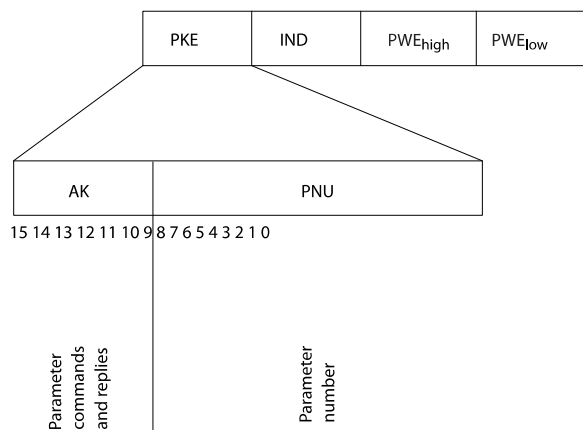 PKE IND PWEhigh PWElow
AK PNU
15 14 13 12 11 10 9 8 7 6 5 4 3 2 1 0
Parameter
commands
and replies
Parameter
number